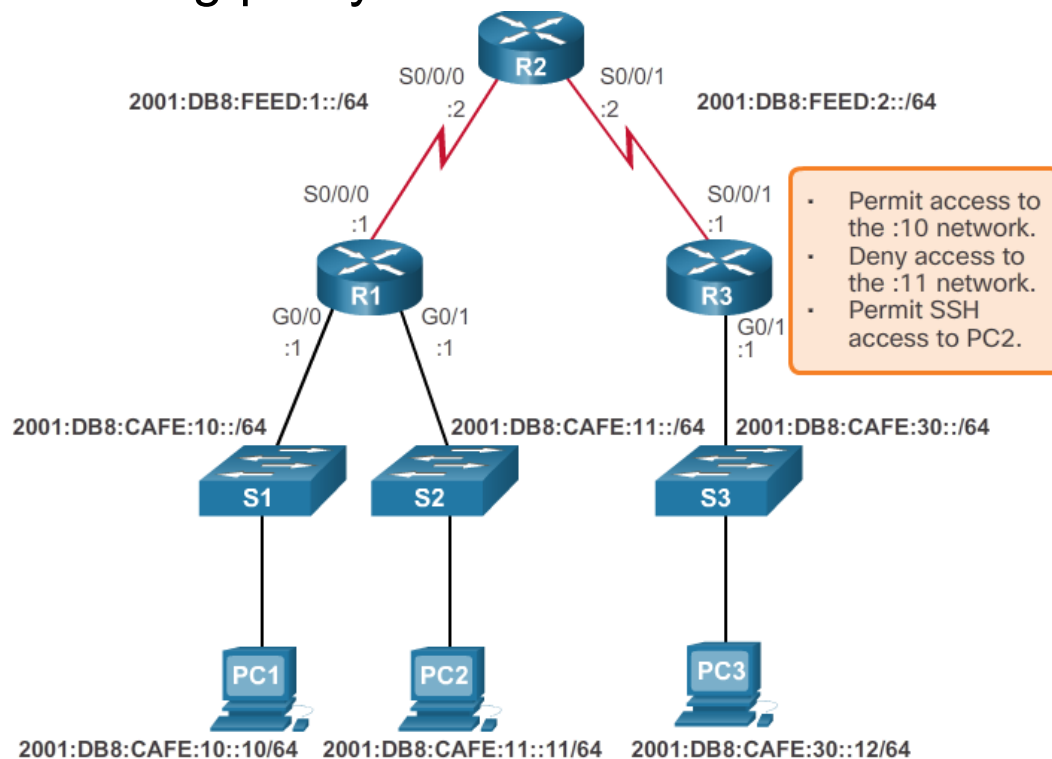 R2
S0/0/0
S0/0/1
2001:DB8:FEED:1::/64
:2
:2
2001:DB8:FEED:2::/64
S0/0/0
S0/0/1
:1
:1
▪ Permit access to
the :10 network.
▪ Deny access to
the :11 network.
▪ Permit SSH
access to PC2.
R1
R3
G0/0
G0/1
G0/1
:1
:1
:1
2001:DB8:CAFE:10::/64
2001:DB8:CAFE:11::/64
2001:DB8:CAFE:30::/64
S1
S2
S3
PC1
PC2
PC3
2001:DB8:CAFE:10::10/64
2001:DB8:CAFE:11::11/64
2001:DB8:CAFE:30::12/64